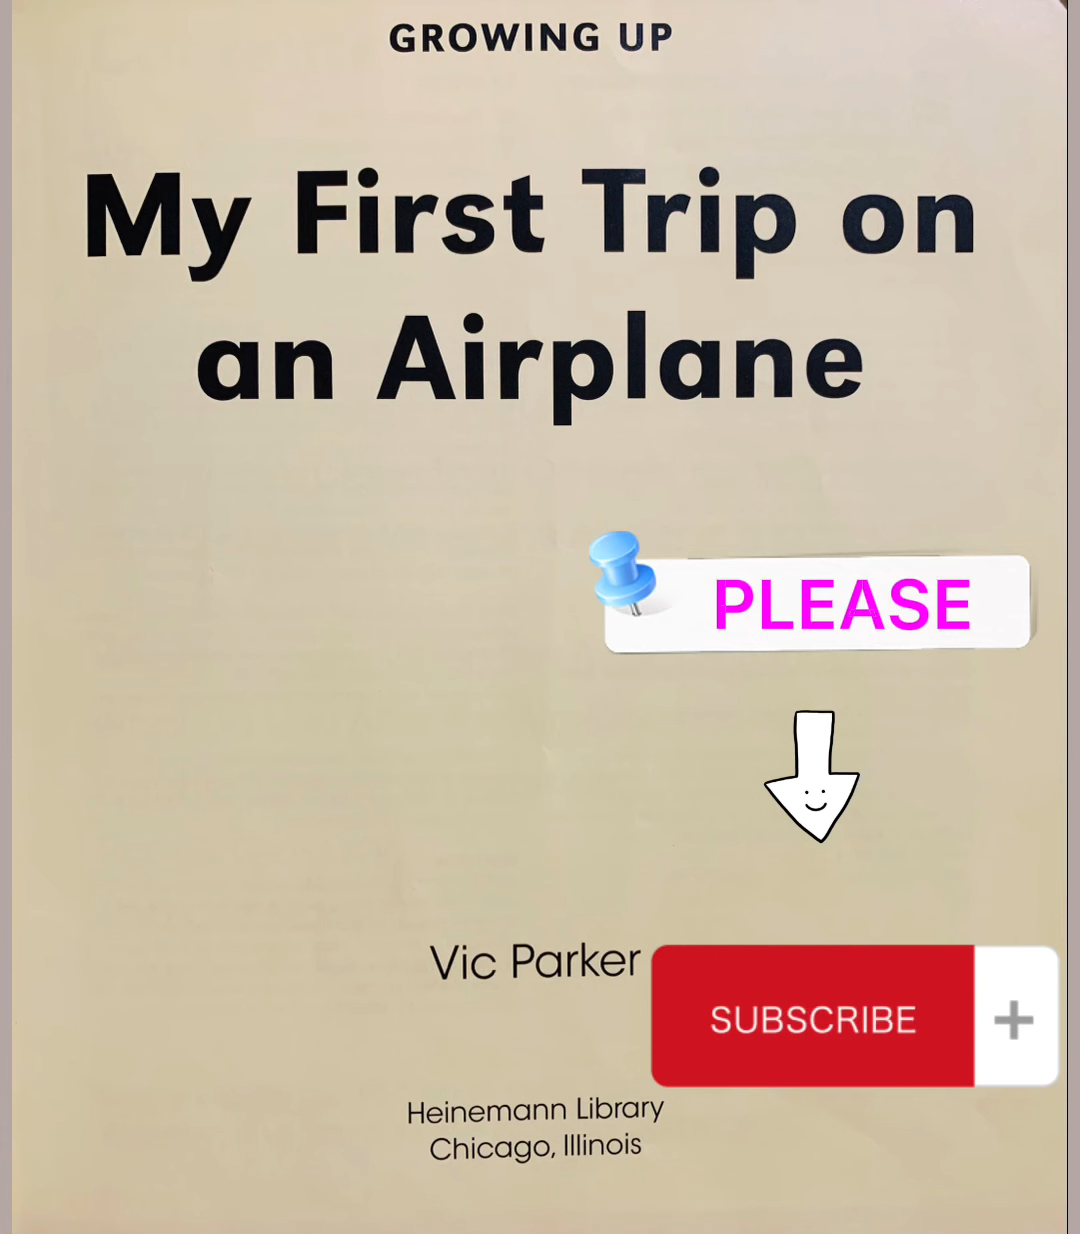 GROWING UP
My First Trip on
an Airplane
PLEASE
Vic Parker
SUBSCRIBE +
Heinemann Library
Chicago, Illinois